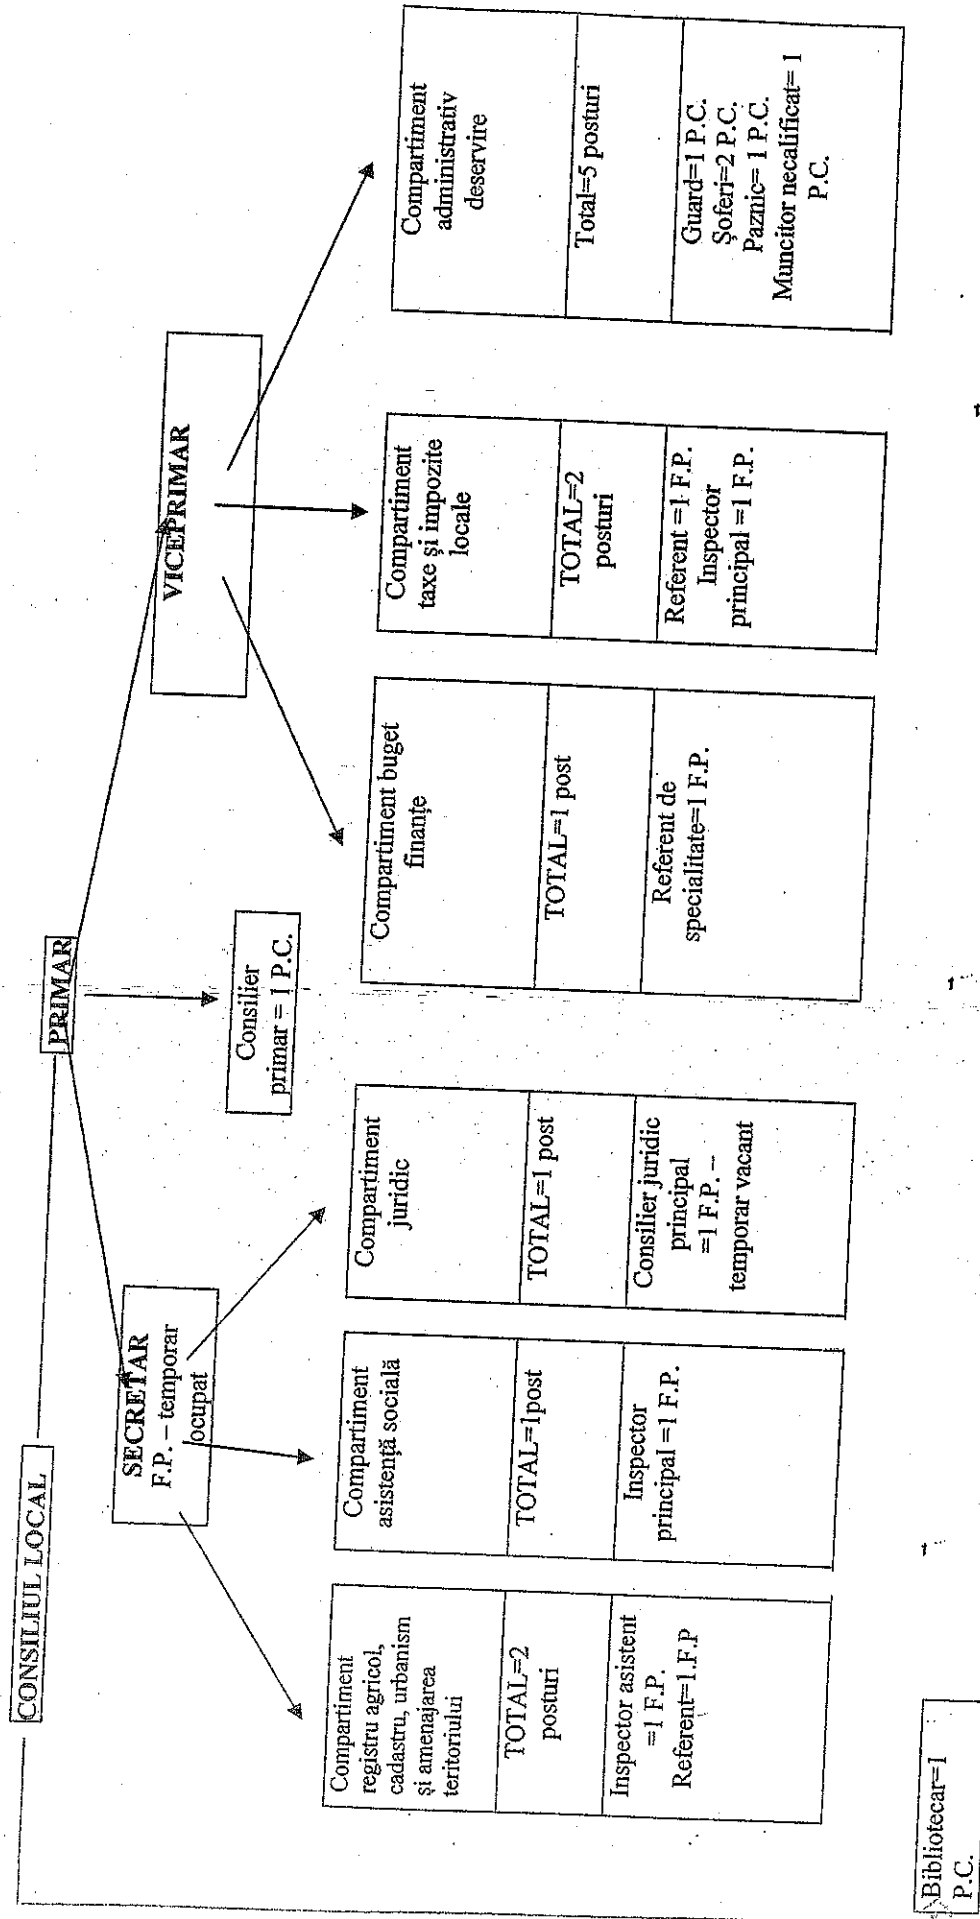 CONSILIUL LOCAL
PRIMAR
SECRETAR
F.P. – temporar
ocupat
Consilier
primar = 1 P.C.
VICEPRIMAR
Compartiment
registru agricol,
cadastru, urbanism
și amenajarea
teritoriului
TOTAL=2
posturi
Inspector asistent
=1 F.P.
Referent=1.F.P
Compartiment
asistență socială
TOTAL=1post
Inspector
principal =1 F.P.
Compartiment
juridic
TOTAL=1 post
Consilier juridic
principal
=1 F.P. –
temporar vacant
Compartiment buget
finanțe
TOTAL=1 post
Referent de
specialitate=1 F.P.
Compartiment
taxe și impozite
locale
TOTAL=2
posturi
Referent =1 F.P.
Inspector
principal =1 F.P.
Compartiment
administrativ
deservire
Total=5 posturi
Guard=1 P.C.
Șoferi=2 P.C.
Paznic= 1 P.C.
Muncitor necalificat= 1
P.C.
Bibliotecar=1
P.C.